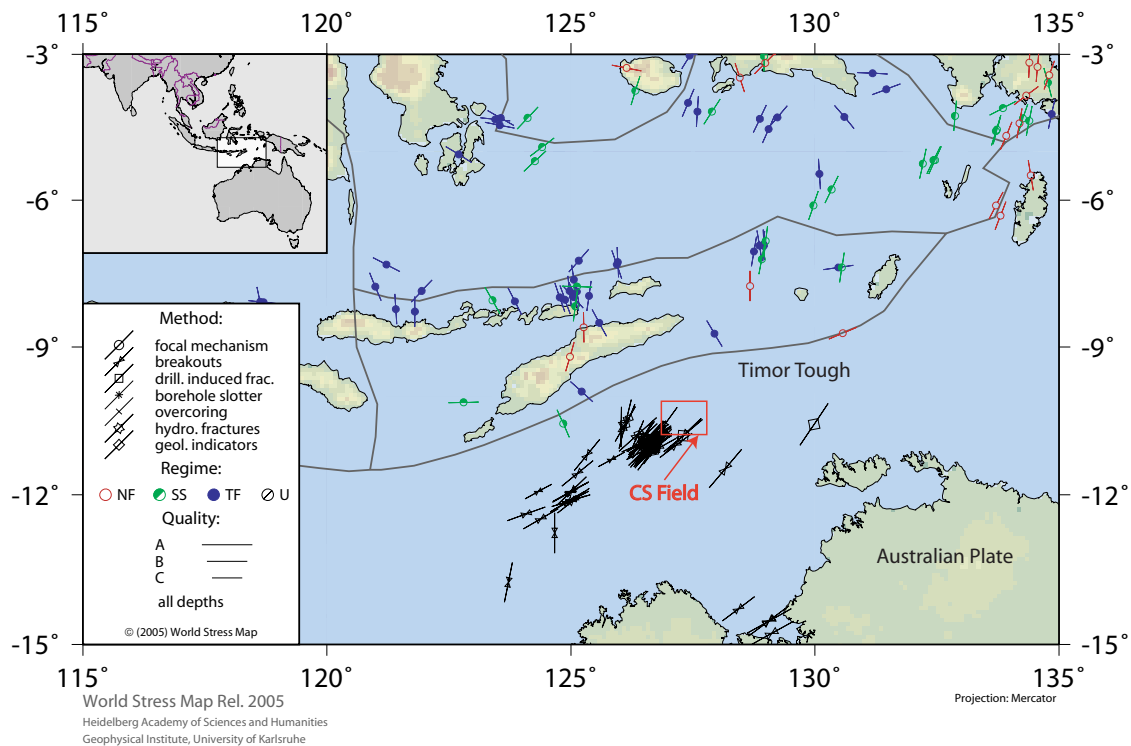 115˚ 120˚ 125˚ 130˚ 135˚
-3˚ -3˚
-6˚ -6˚
-9˚ -9˚
-12˚ -12˚
-15˚ -15˚
Timor Tough
CS Field
Australian Plate
Method:
focal mechanism
breakouts
drill. induced frac.
borehole slotter
overcoring
hydro. fractures
geol. indicators
Regime:
NF SS TF U
Quality:
A
B
C
all depths
© (2005) World Stress Map
115˚ 120˚ 125˚ 130˚ 135˚
World Stress Map Rel. 2005
Projection: Mercator
Heidelberg Academy of Sciences and Humanities
Geophysical Institute, University of Karlsruhe